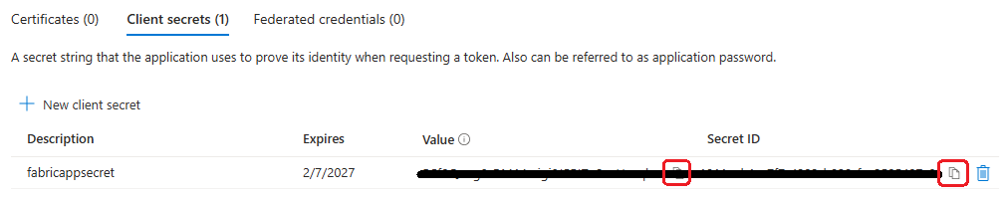 Certificates (0) Client secrets (1) Federated credentials (0)
A secret string that the application uses to prove its identity when requesting a token. Also can be referred to as application password.
New client secret
Description Expires Value Secret ID
fabricappsecret 2/7/2027